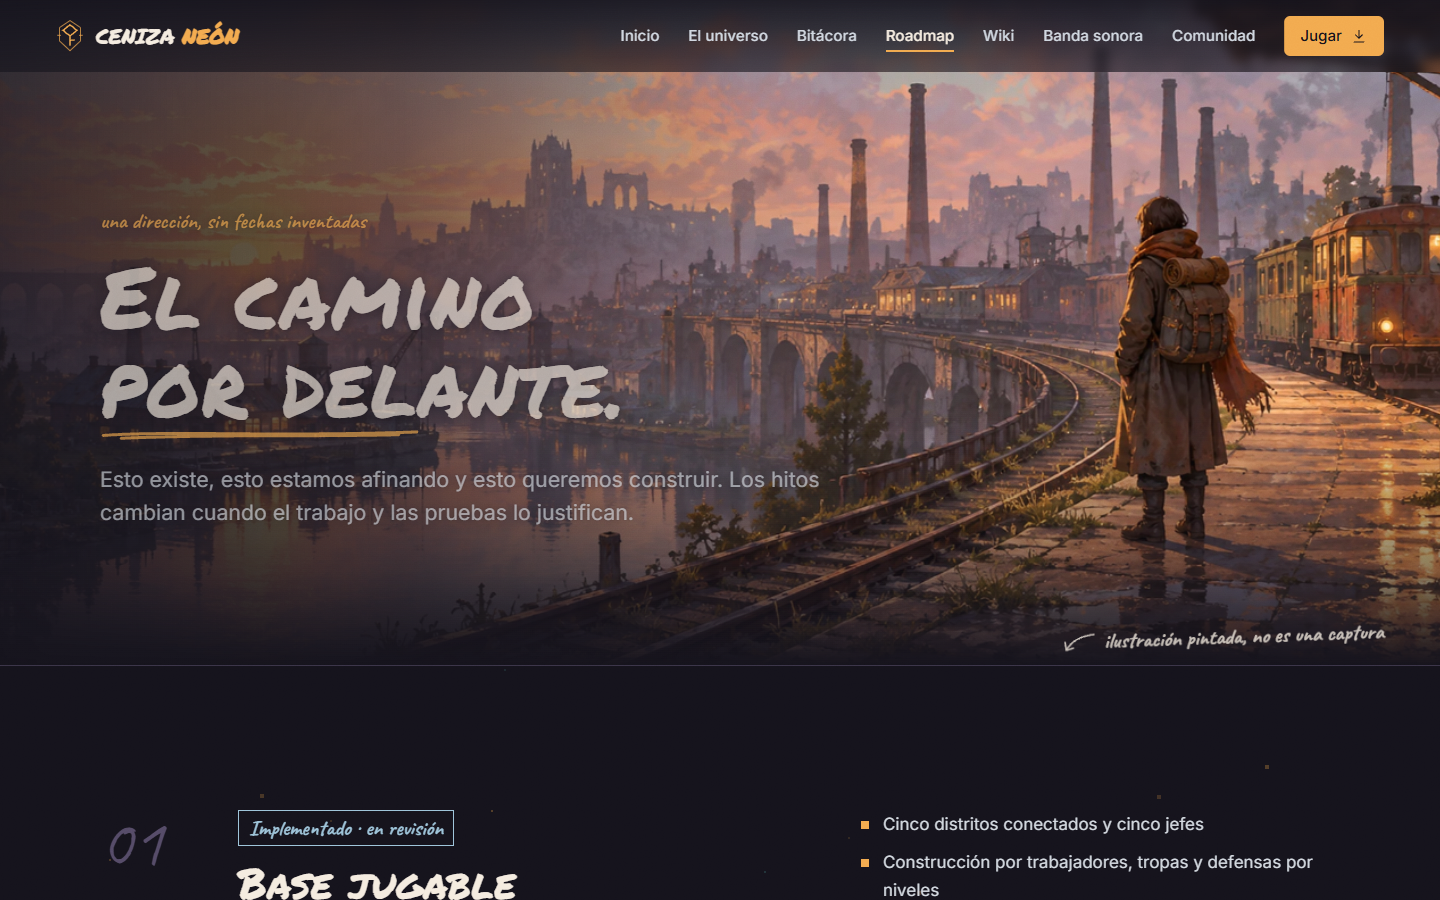 CENIZA NEÓN
Inicio El universo Bitácora Roadmap Wiki Banda sonora Comunidad Jugar
una dirección, sin fechas inventadas
EL CAMINO
POR DELANTE.
Esto existe, esto estamos afinando y esto queremos construir. Los hitos
cambian cuando el trabajo y las pruebas lo justifican.
ilustración pintada, no es una captura
01
Implementado · en revisión
BASE JUGABLE
Cinco distritos conectados y cinco jefes
Construcción por trabajadores, tropas y defensas por
niveles